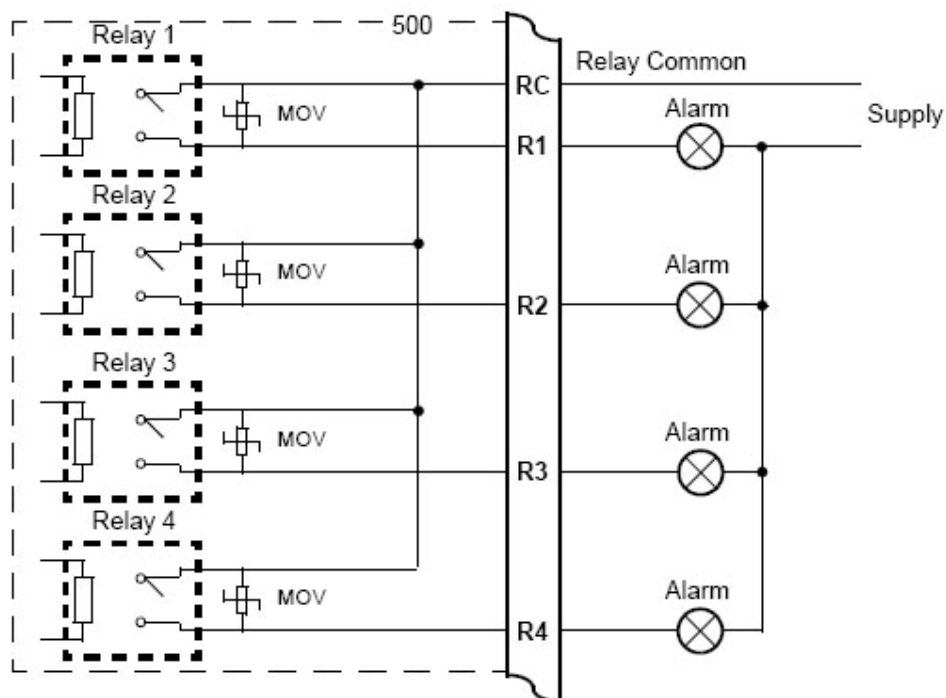 500
Relay 1
MOV
RC
Relay Common
R1
Alarm
Supply
Relay 2
MOV
R2
Alarm
Relay 3
MOV
R3
Alarm
Relay 4
MOV
R4
Alarm